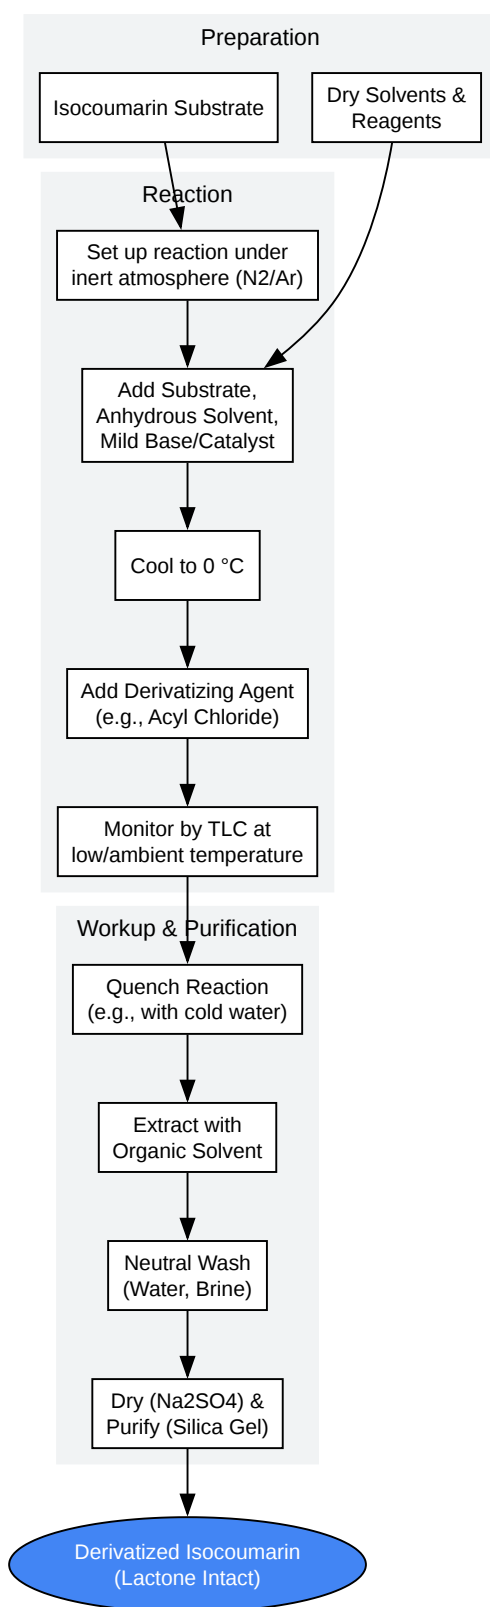 Preparation
Isocoumarin Substrate
Dry Solvents &
Reagents
Reaction
Set up reaction under
inert atmosphere (N2/Ar)
Add Substrate,
Anhydrous Solvent,
Mild Base/Catalyst
Cool to 0 °C
Add Derivatizing Agent
(e.g., Acyl Chloride)
Monitor by TLC at
low/ambient temperature
Workup & Purification
Quench Reaction
(e.g., with cold water)
Extract with
Organic Solvent
Neutral Wash
(Water, Brine)
Dry (Na2SO4) &
Purify (Silica Gel)
Derivatized Isocoumarin
(Lactone Intact)